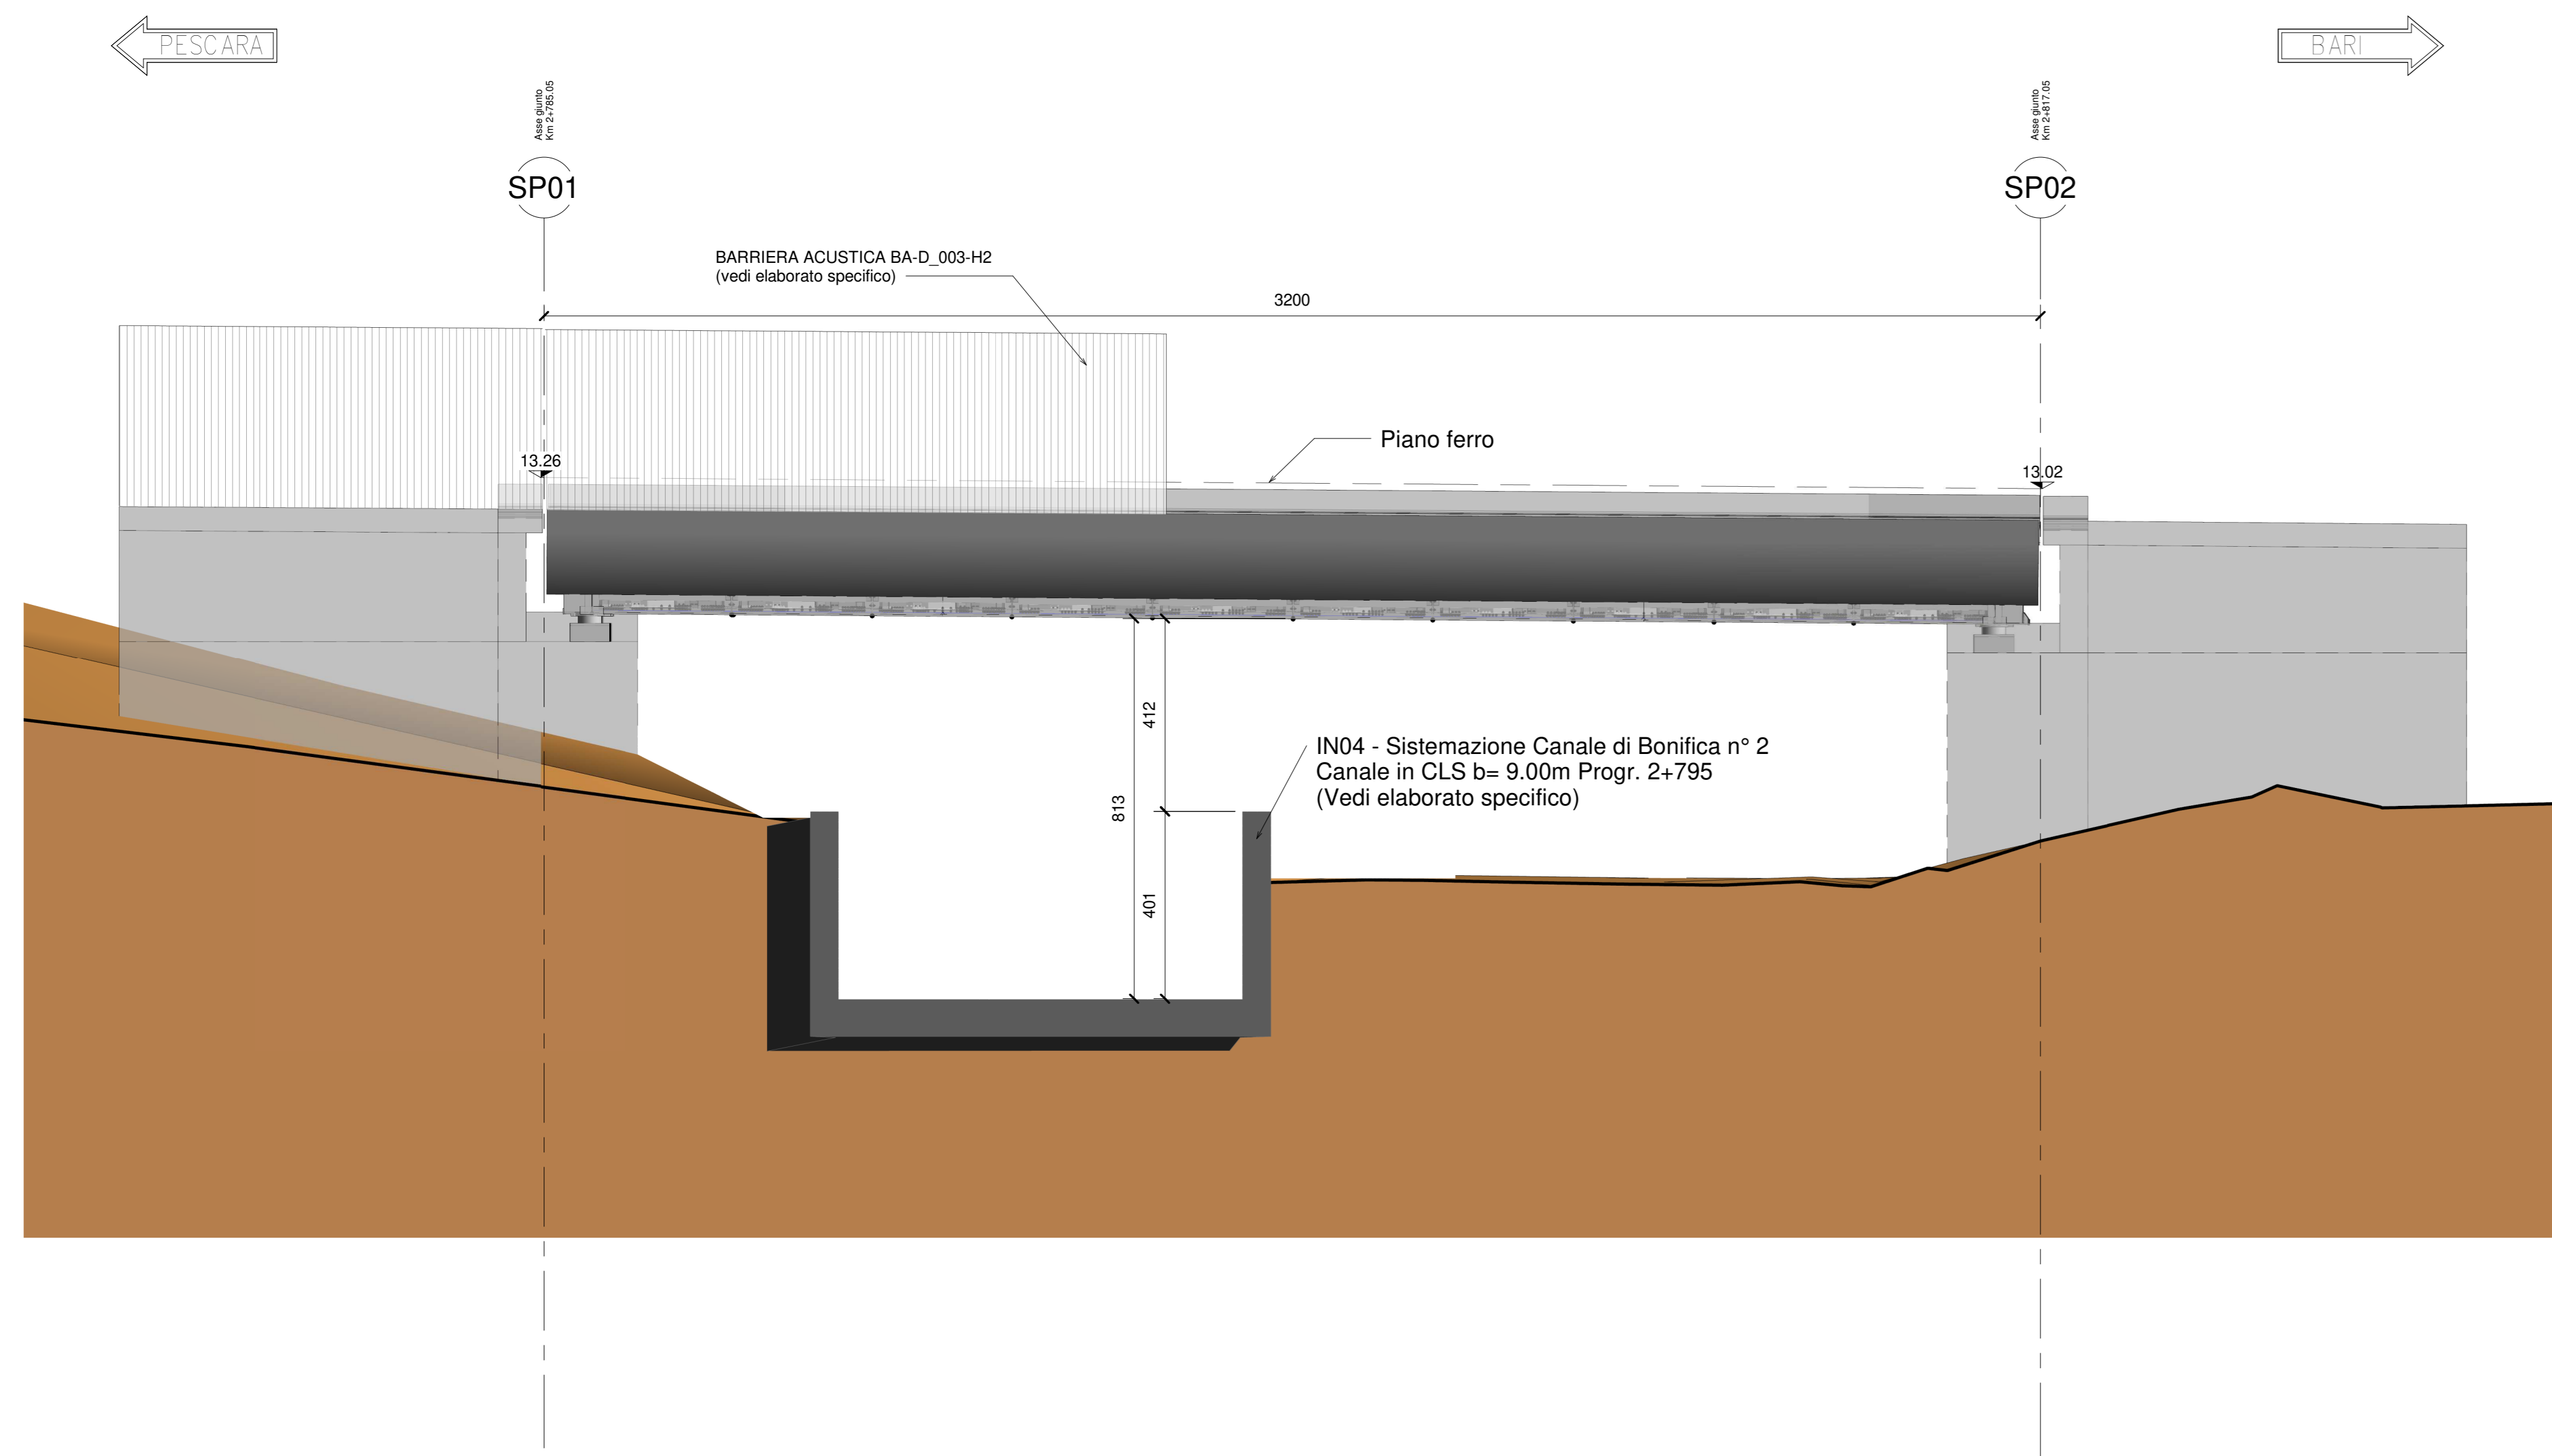 PESCARA
BARI
Asse giunto
Km 2+785.05
Asse giunto
Km 2+817.05
SP01
SP02
BARRIERA ACUSTICA BA-D_003-H2
(vedi elaborato specifico)
3200
Piano ferro
13.26
13.02
412
IN04 - Sistemazione Canale di Bonifica n° 2
Canale in CLS b= 9.00m Progr. 2+795
(Vedi elaborato specifico)
813
401